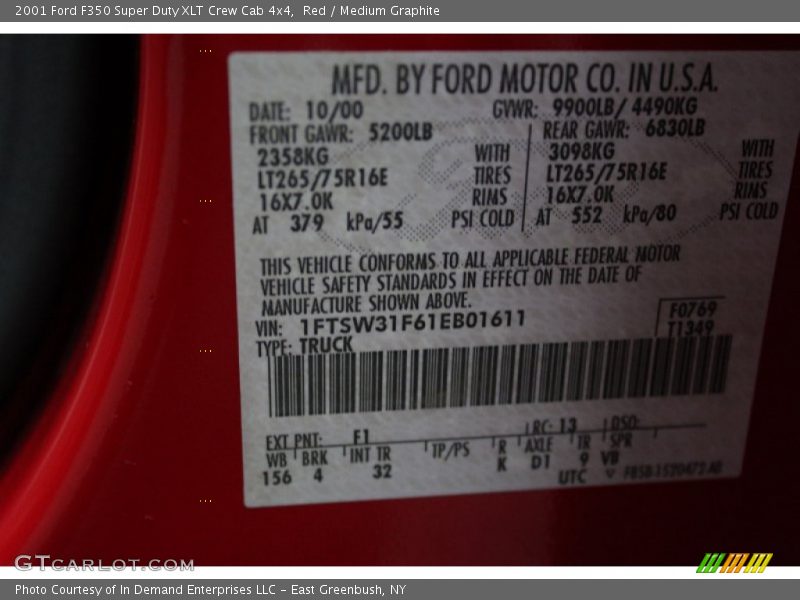 2001 Ford F350 Super Duty XLT Crew Cab 4x4, Red / Medium Graphite
MFD. BY FORD MOTOR CO. IN U.S.A.
DATE: 10/00 GVWR: 9900LB/ 4490KG
FRONT GAWR: 5200LB REAR GAWR: 6830LB
2358KG WITH 3098KG WITH
LT265/75R16E TIRES LT265/75R16E TIRES
16X7.0K RIMS 16X7.0K RIMS
AT 379 kPa/55 PSI COLD AT 552 kPa/80 PSI COLD
THIS VEHICLE CONFORMS TO ALL APPLICABLE FEDERAL MOTOR
VEHICLE SAFETY STANDARDS IN EFFECT ON THE DATE OF
MANUFACTURE SHOWN ABOVE.
VIN: 1FTSW31F61EB01611 F0769
TYPE: TRUCK T1349
EXT PNT: F1 RC: 13 DSO:
WB BRK INT TR TP/PS R AXLE TR SPR
156 4 32 K D1 9 VB
UTC
GTCARLOT.COM
Photo Courtesy of In Demand Enterprises LLC – East Greenbush, NY